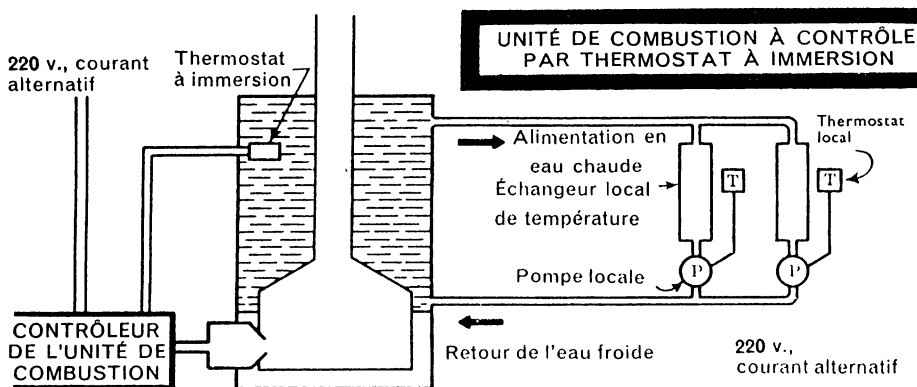 UNITÉ DE COMBUSTION À CONTRÔLE
PAR THERMOSTAT À IMMERSION
220 v., courant
alternatif
Thermostat
à immersion
Thermostat
local
Alimentation en
eau chaude
Échangeur local
de température
T
T
P
P
Pompe locale
CONTRÔLEUR
DE L'UNITÉ DE
COMBUSTION
Retour de l'eau froide
220 v.,
courant alternatif